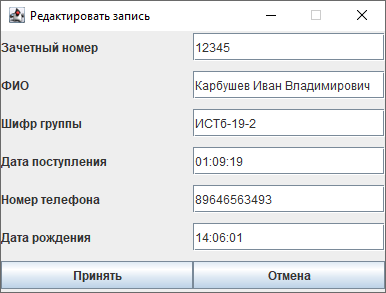 Редактировать запись
Зачетный номер 12345
ФИО Карбушев Иван Владимирович
Шифр группы ИСТб-19-2
Дата поступления 01:09:19
Номер телефона 89646563493
Дата рождения 14:06:01
Принять Отмена